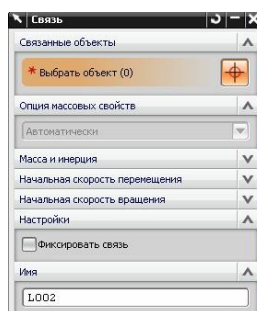 Связь
Связанные объекты
* Выбрать объект (0)
Опция массовых свойств
Автоматически
Масса и инерция
Начальная скорость перемещения
Начальная скорость вращения
Настройки
Фиксировать связь
Имя
L002